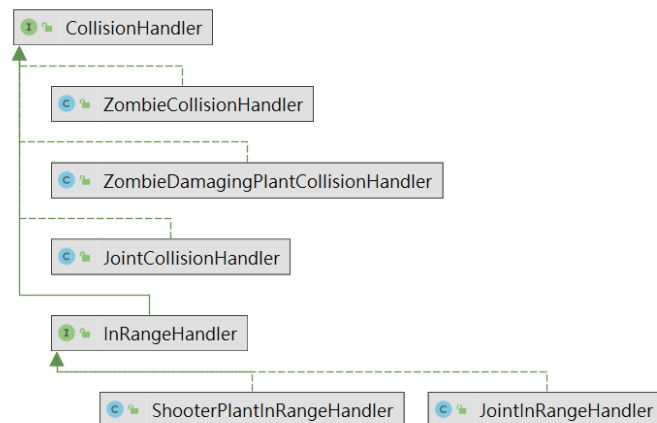 I CollisionHandler
C ZombieCollisionHandler
C ZombieDamagingPlantCollisionHandler
C JointCollisionHandler
I InRangeHandler
C ShooterPlantInRangeHandler C JointInRangeHandler